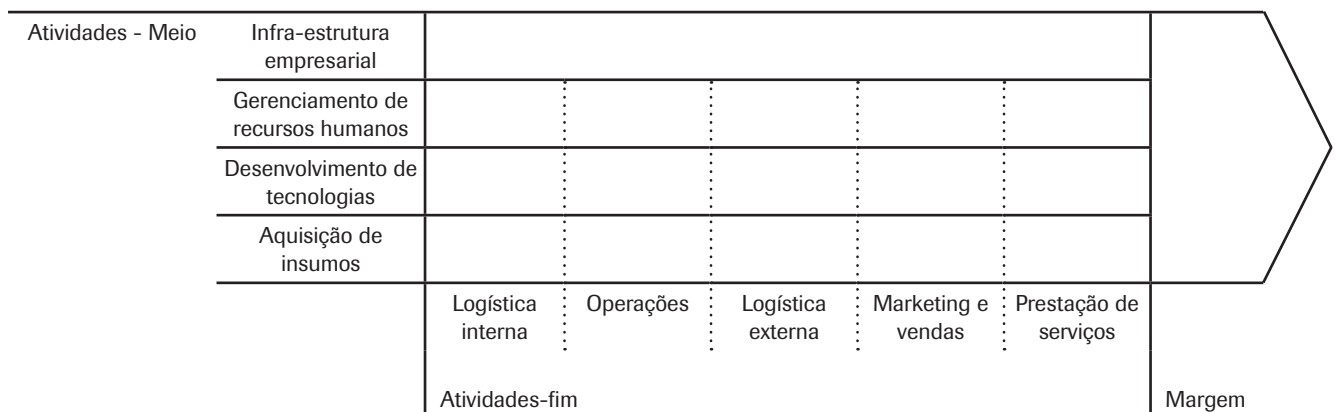 Atividades - Meio
Infra-estrutura
empresarial
Gerenciamento de
recursos humanos
Desenvolvimento de
tecnologias
Aquisição de
insumos
Logística
interna
Operações
Logística
externa
Marketing e
vendas
Prestação de
serviços
Atividades-fim
Margem